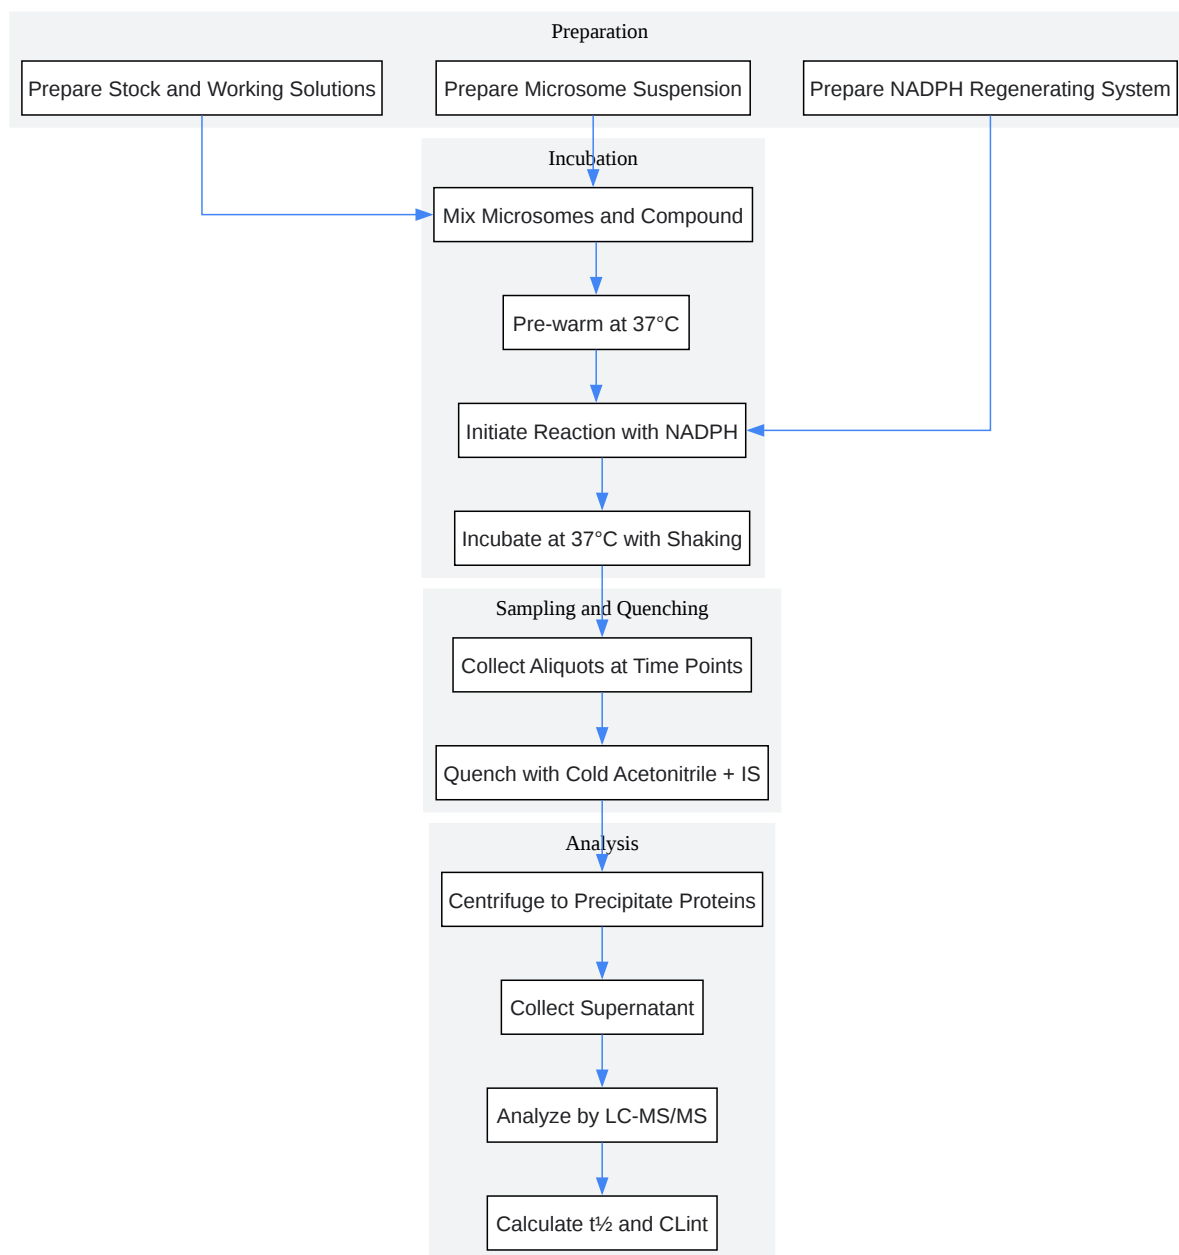 Preparation
Prepare Stock and Working Solutions
Prepare Microsome Suspension
Prepare NADPH Regenerating System
Incubation
Mix Microsomes and Compound
Pre-warm at 37°C
Initiate Reaction with NADPH
Incubate at 37°C with Shaking
Sampling and Quenching
Collect Aliquots at Time Points
Quench with Cold Acetonitrile + IS
Analysis
Centrifuge to Precipitate Proteins
Collect Supernatant
Analyze by LC-MS/MS
Calculate t½ and CLint